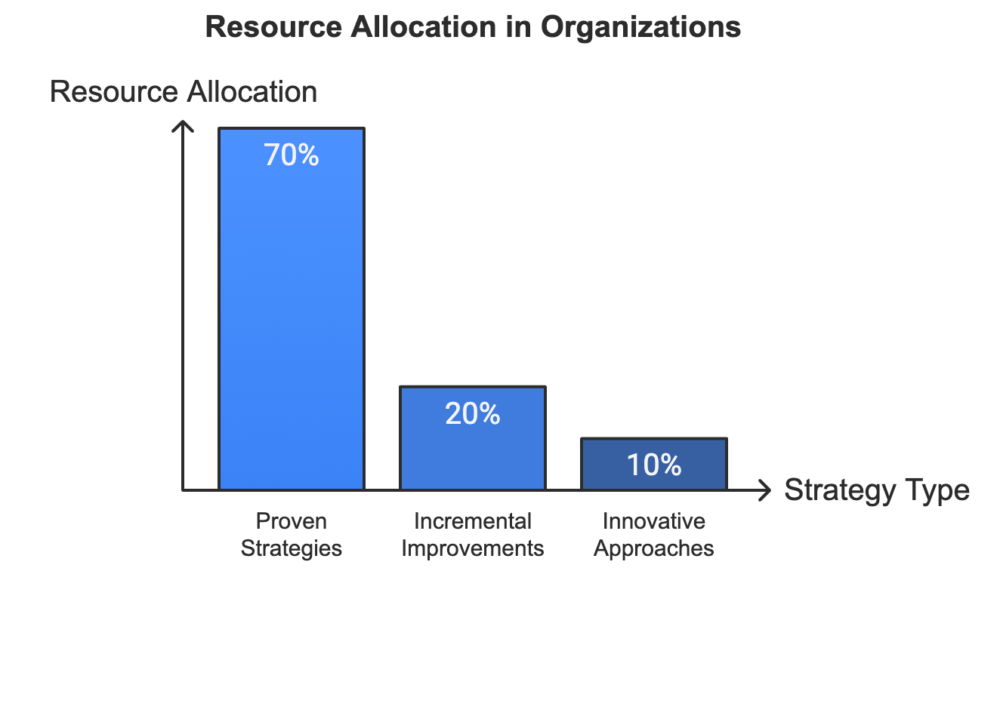 Resource Allocation in Organizations
Resource Allocation
70%
20%
10%
Strategy Type
Proven
Strategies
Incremental
Improvements
Innovative
Approaches